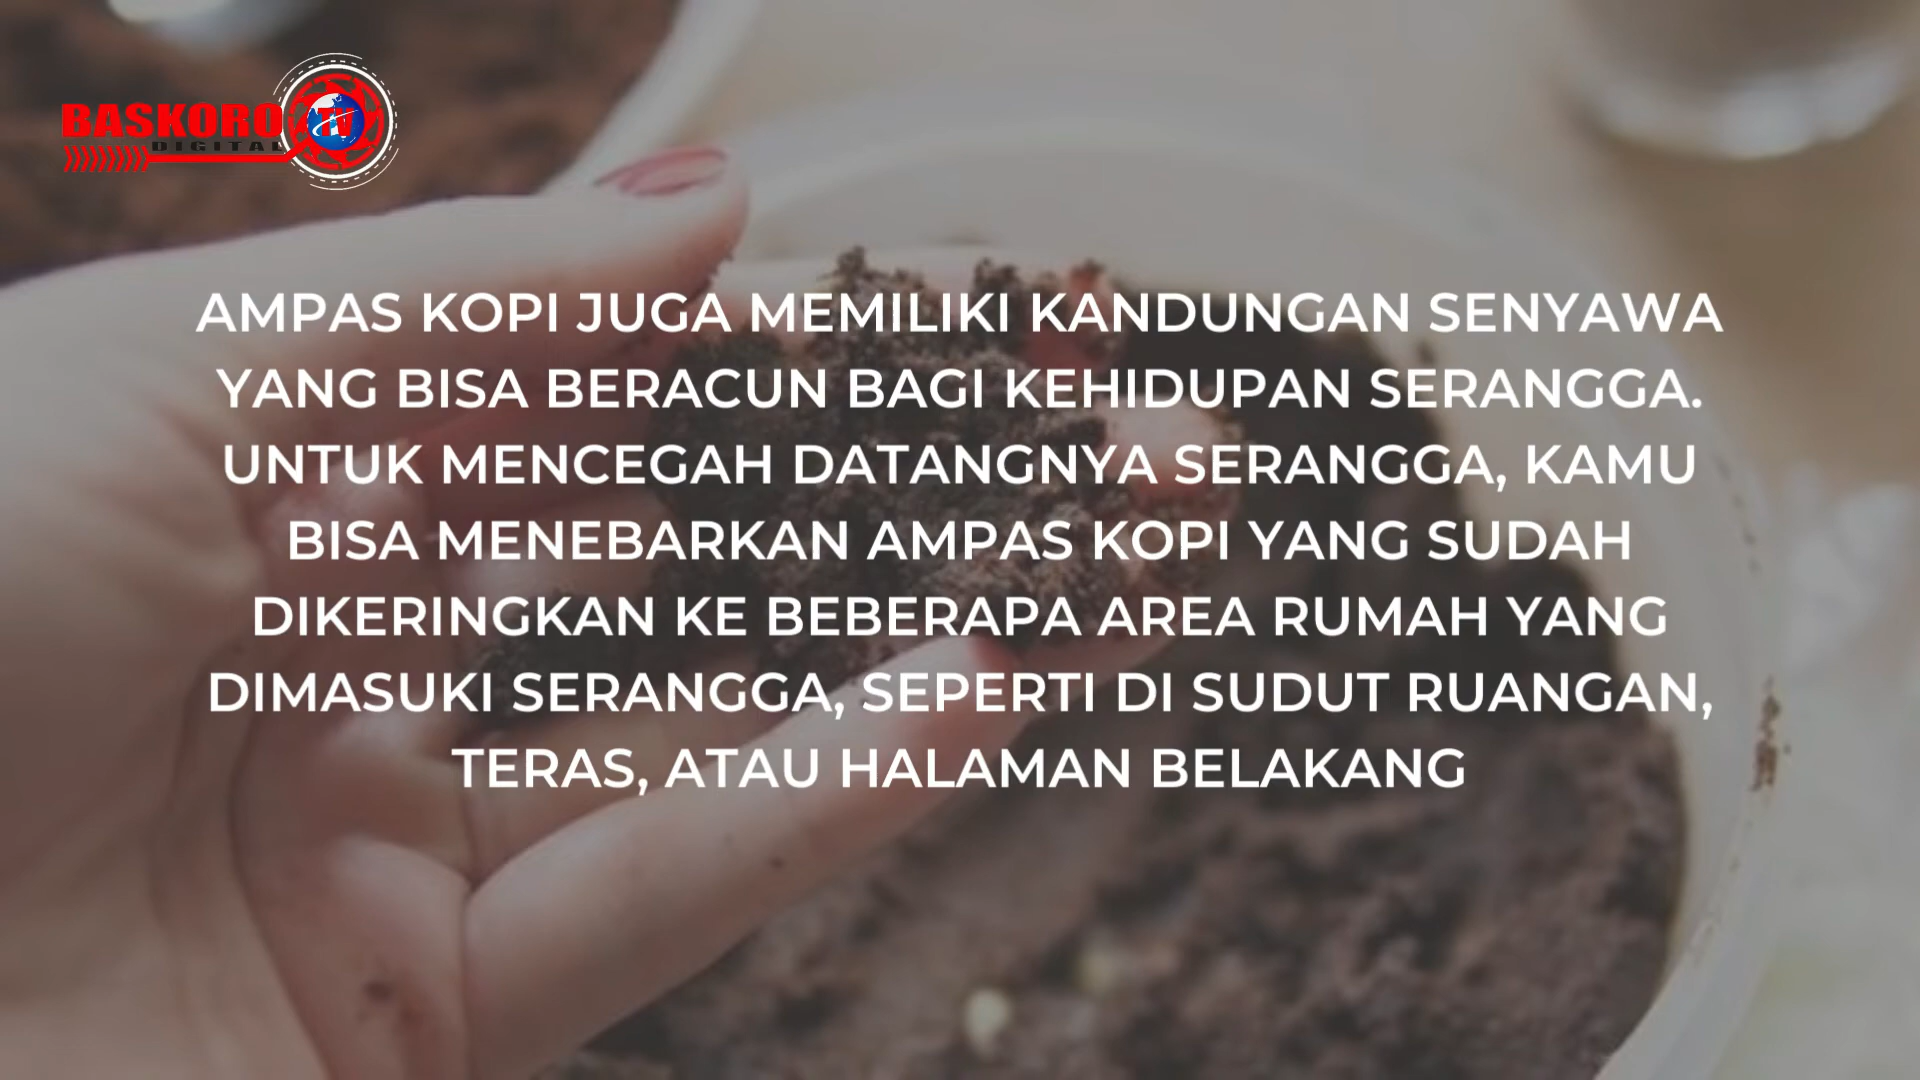 BASKORO TV
DIGITAL
AMPAS KOPI JUGA MEMILIKI KANDUNGAN SENYAWA
YANG BISA BERACUN BAGI KEHIDUPAN SERANGGA.
UNTUK MENCEGAH DATANGNYA SERANGGA, KAMU
BISA MENEBARKAN AMPAS KOPI YANG SUDAH
DIKERINGKAN KE BEBERAPA AREA RUMAH YANG
DIMASUKI SERANGGA, SEPERTI DI SUDUT RUANGAN,
TERAS, ATAU HALAMAN BELAKANG